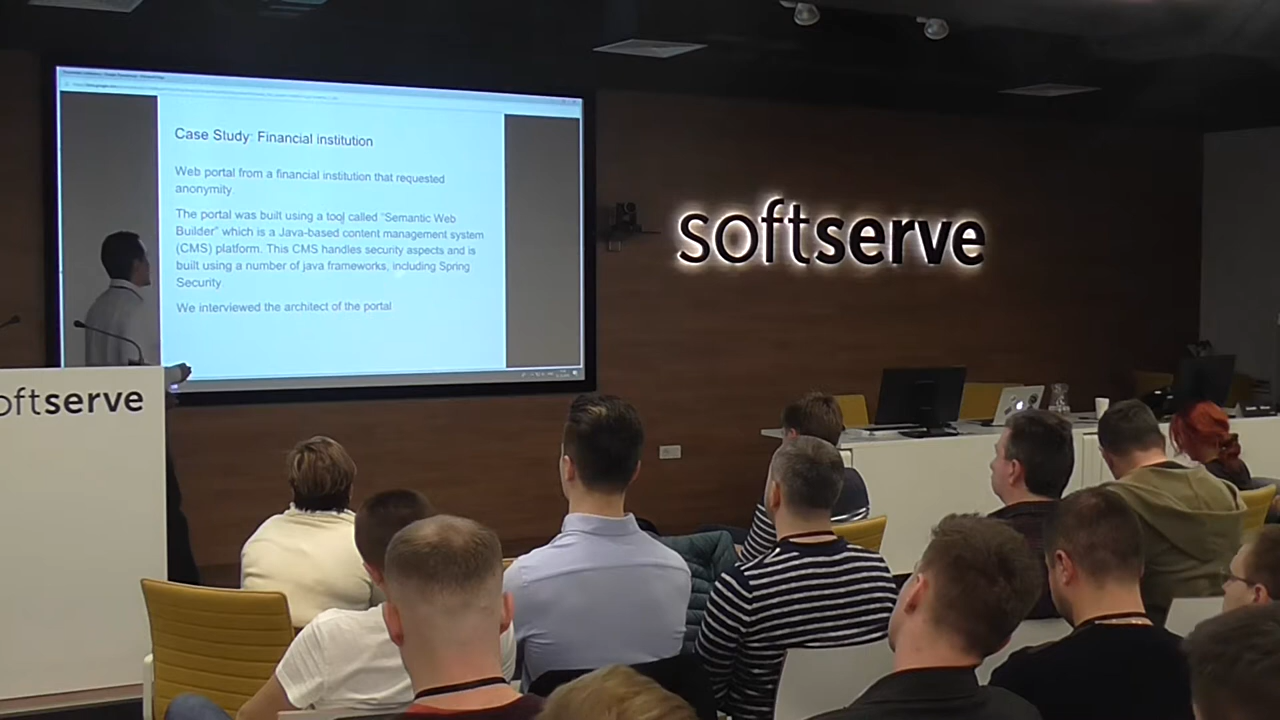 Case Study: Financial institution
Web portal from a financial institution that requested
anonymity.
The portal was built using a tool called "Semantic Web
Builder" which is a Java-based content management system
(CMS) platform. This CMS handles security aspects and is
built using a number of java frameworks, including Spring
Security.
We interviewed the architect of the portal
softserve
oftserve